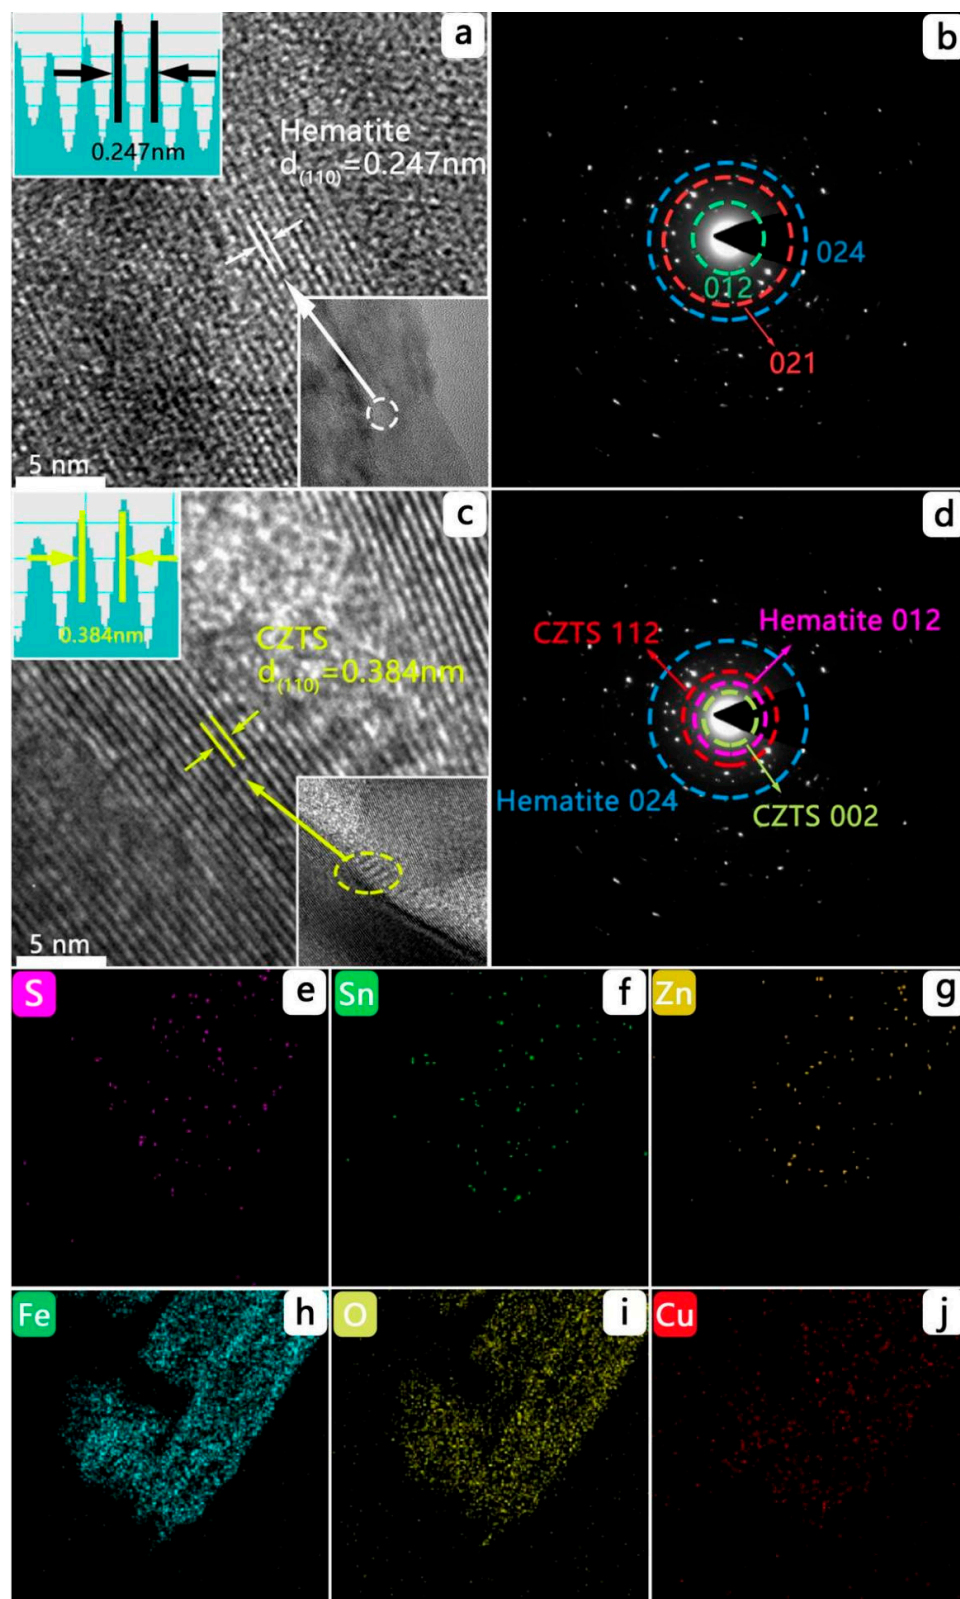 a
0.247nm
Hematite
d(110)=0.247nm
5 nm
b
024
012
021
c
0.384nm
CZTS
d(110)=0.384nm
5 nm
d
CZTS 112
Hematite 012
Hematite 024
CZTS 002
S
e
Sn
f
Zn
g
Fe
h
O
i
Cu
j